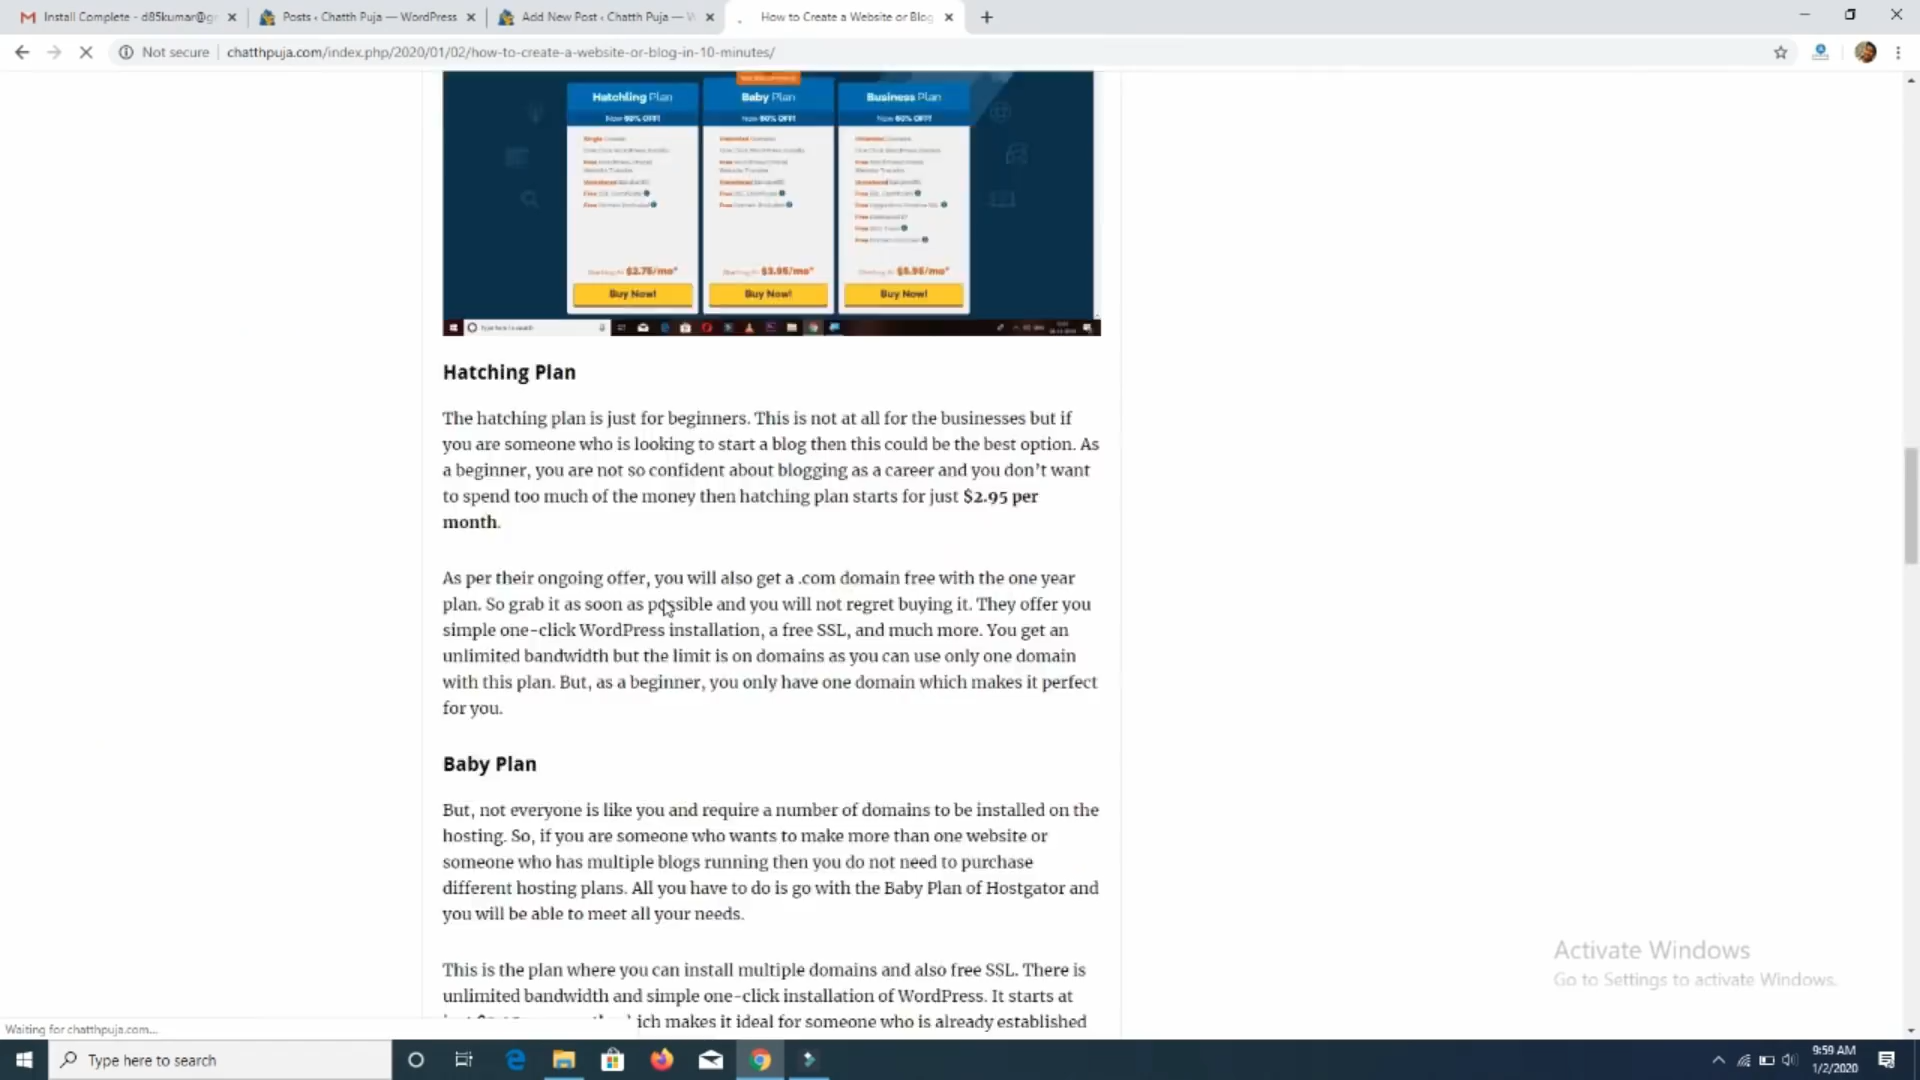 Install Complete - d85kumar@g
Posts ‹ Chatth Puja — WordPress
Add New Post ‹ Chatth Puja — W
How to Create a Website or Blog
Not secure
chatthpuja.com/index.php/2020/01/02/how-to-create-a-website-or-blog-in-10-minutes/
Hatchling Plan
Baby Plan
Business Plan
Now 60% OFF!
Now 60% OFF!
Now 60% OFF!
Buy Now!
Buy Now!
Buy Now!
Type here to search
Hatching Plan
The hatching plan is just for beginners. This is not at all for the businesses but if
you are someone who is looking to start a blog then this could be the best option. As
a beginner, you are not so confident about blogging as a career and you don't want
to spend too much of the money then hatching plan starts for just $2.95 per
month.
As per their ongoing offer, you will also get a .com domain free with the one year
plan. So grab it as soon as possible and you will not regret buying it. They offer you
simple one-click WordPress installation, a free SSL, and much more. You get an
unlimited bandwidth but the limit is on domains as you can use only one domain
with this plan. But, as a beginner, you only have one domain which makes it perfect
for you.
Baby Plan
But, not everyone is like you and require a number of domains to be installed on the
hosting. So, if you are someone who wants to make more than one website or
someone who has multiple blogs running then you do not need to purchase
different hosting plans. All you have to do is go with the Baby Plan of Hostgator and
you will be able to meet all your needs.
This is the plan where you can install multiple domains and also free SSL. There is
unlimited bandwidth and simple one-click installation of WordPress. It starts at
ich makes it ideal for someone who is already established
Activate Windows
Go to Settings to activate Windows.
Waiting for chatthpuja.com...
Type here to search
9:59 AM
1/2/2020